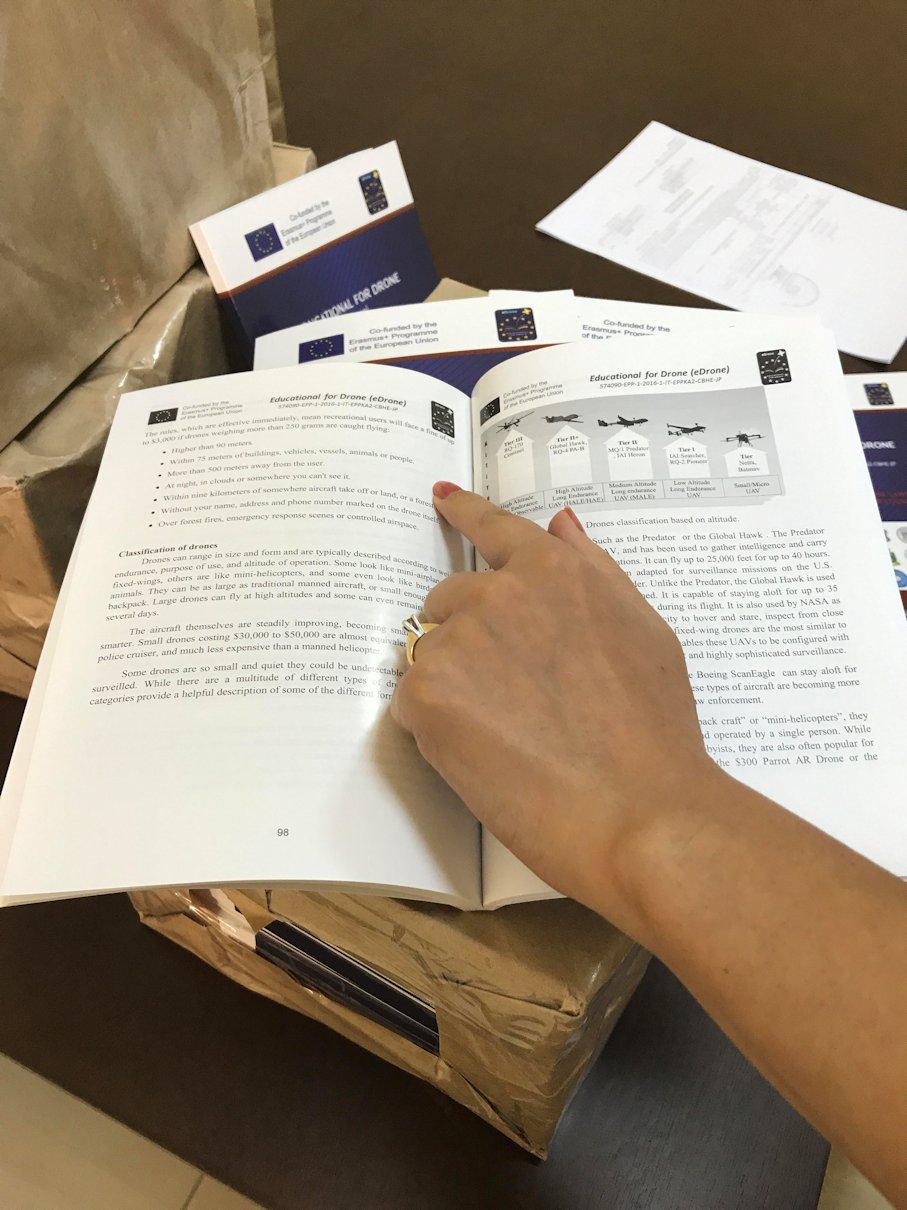 Co-funded by the
Erasmus+ Programme
of the European Union
FOR DRONE
Co-funded by the
Erasmus+ Programme
of the European Union
Co-funded by the
Erasmus+ Programme
DRONE
Co-funded by the
Erasmus+ Programme
of the European Union
Educational for Drone (eDrone)
574090-EPP-1-2016-1-IT-EPPKA2-CBHE-JP
The rules, which are effective immediately, mean recreational users will face a fine of up
to $3,000 if drones weighing more than 250 grams are caught flying:
• Higher than 90 meters.
• Within 75 meters of buildings, vehicles, vessels, animals or people.
• More than 500 meters away from the user.
• At night, in clouds or somewhere you can't see it.
• Within nine kilometers of somewhere aircraft take off or land, or a forest
• Without your name, address and phone number marked on the drone itself
• Over forest fires, emergency response scenes or controlled airspace.
Classification of drones
Drones can range in size and form and are typically described according to
endurance, purpose of use, and altitude of operation. Some look like mini-airplan
fixed-wings, others are like mini-helicopters, and some even look like bird
animals. They can be as large as traditional manned aircraft, or small enoug
backpack. Large drones can fly at high altitudes and some can even remain
several days.
The aircraft themselves are steadily improving, becoming sma
smarter. Small drones costing $30,000 to $50,000 are almost equivale
police cruiser, and much less expensive than a manned helicopter
Some drones are so small and quiet they could be undetectable
surveilled. While there are a multitude of different types of dr
categories provide a helpful description of some of the different form
98
Co-funded by the
Erasmus+ Programme
of the European Union
Educational for Drone (eDrone)
574090-EPP-1-2016-1-IT-EPPKA2-CBHE-JP
Tier III
RQ-170
Tier II+
Global Hawk,
RQ-4 PA-B
Tier II
MQ-1 Predator
, IAI Heron
Tier I
IAI Searcher,
RQ-2 Pioneer
Tier
Netra,
Batmav
High Altitude
Endurance
High Altitude
Long Endurance
UAV (HALE/HAE)
Medium Altitude
Long endurance
UAV (MALE)
Low Altitude
Long Endurance
UAV
Small/Micro
UAV
Drones classification based on altitude.
Such as the Predator or the Global Hawk . The Predator
AV, and has been used to gather intelligence and carry
It can fly up to 25,000 feet for up to 40 hours.
adapted for surveillance missions on the U.S.
Unlike the Predator, the Global Hawk is used
It is capable of staying aloft for up to 35
during its flight. It is also used by NASA as
to hover and stare, inspect from close
fixed-wing drones are the most similar to
ables these UAVs to be configured with
and highly sophisticated surveillance.
Boeing ScanEagle can stay aloft for
ese types of aircraft are becoming more
w enforcement.
pack craft" or "mini-helicopters", they
d operated by a single person. While
byists, they are also often popular for
the $300 Parrot AR Drone or the